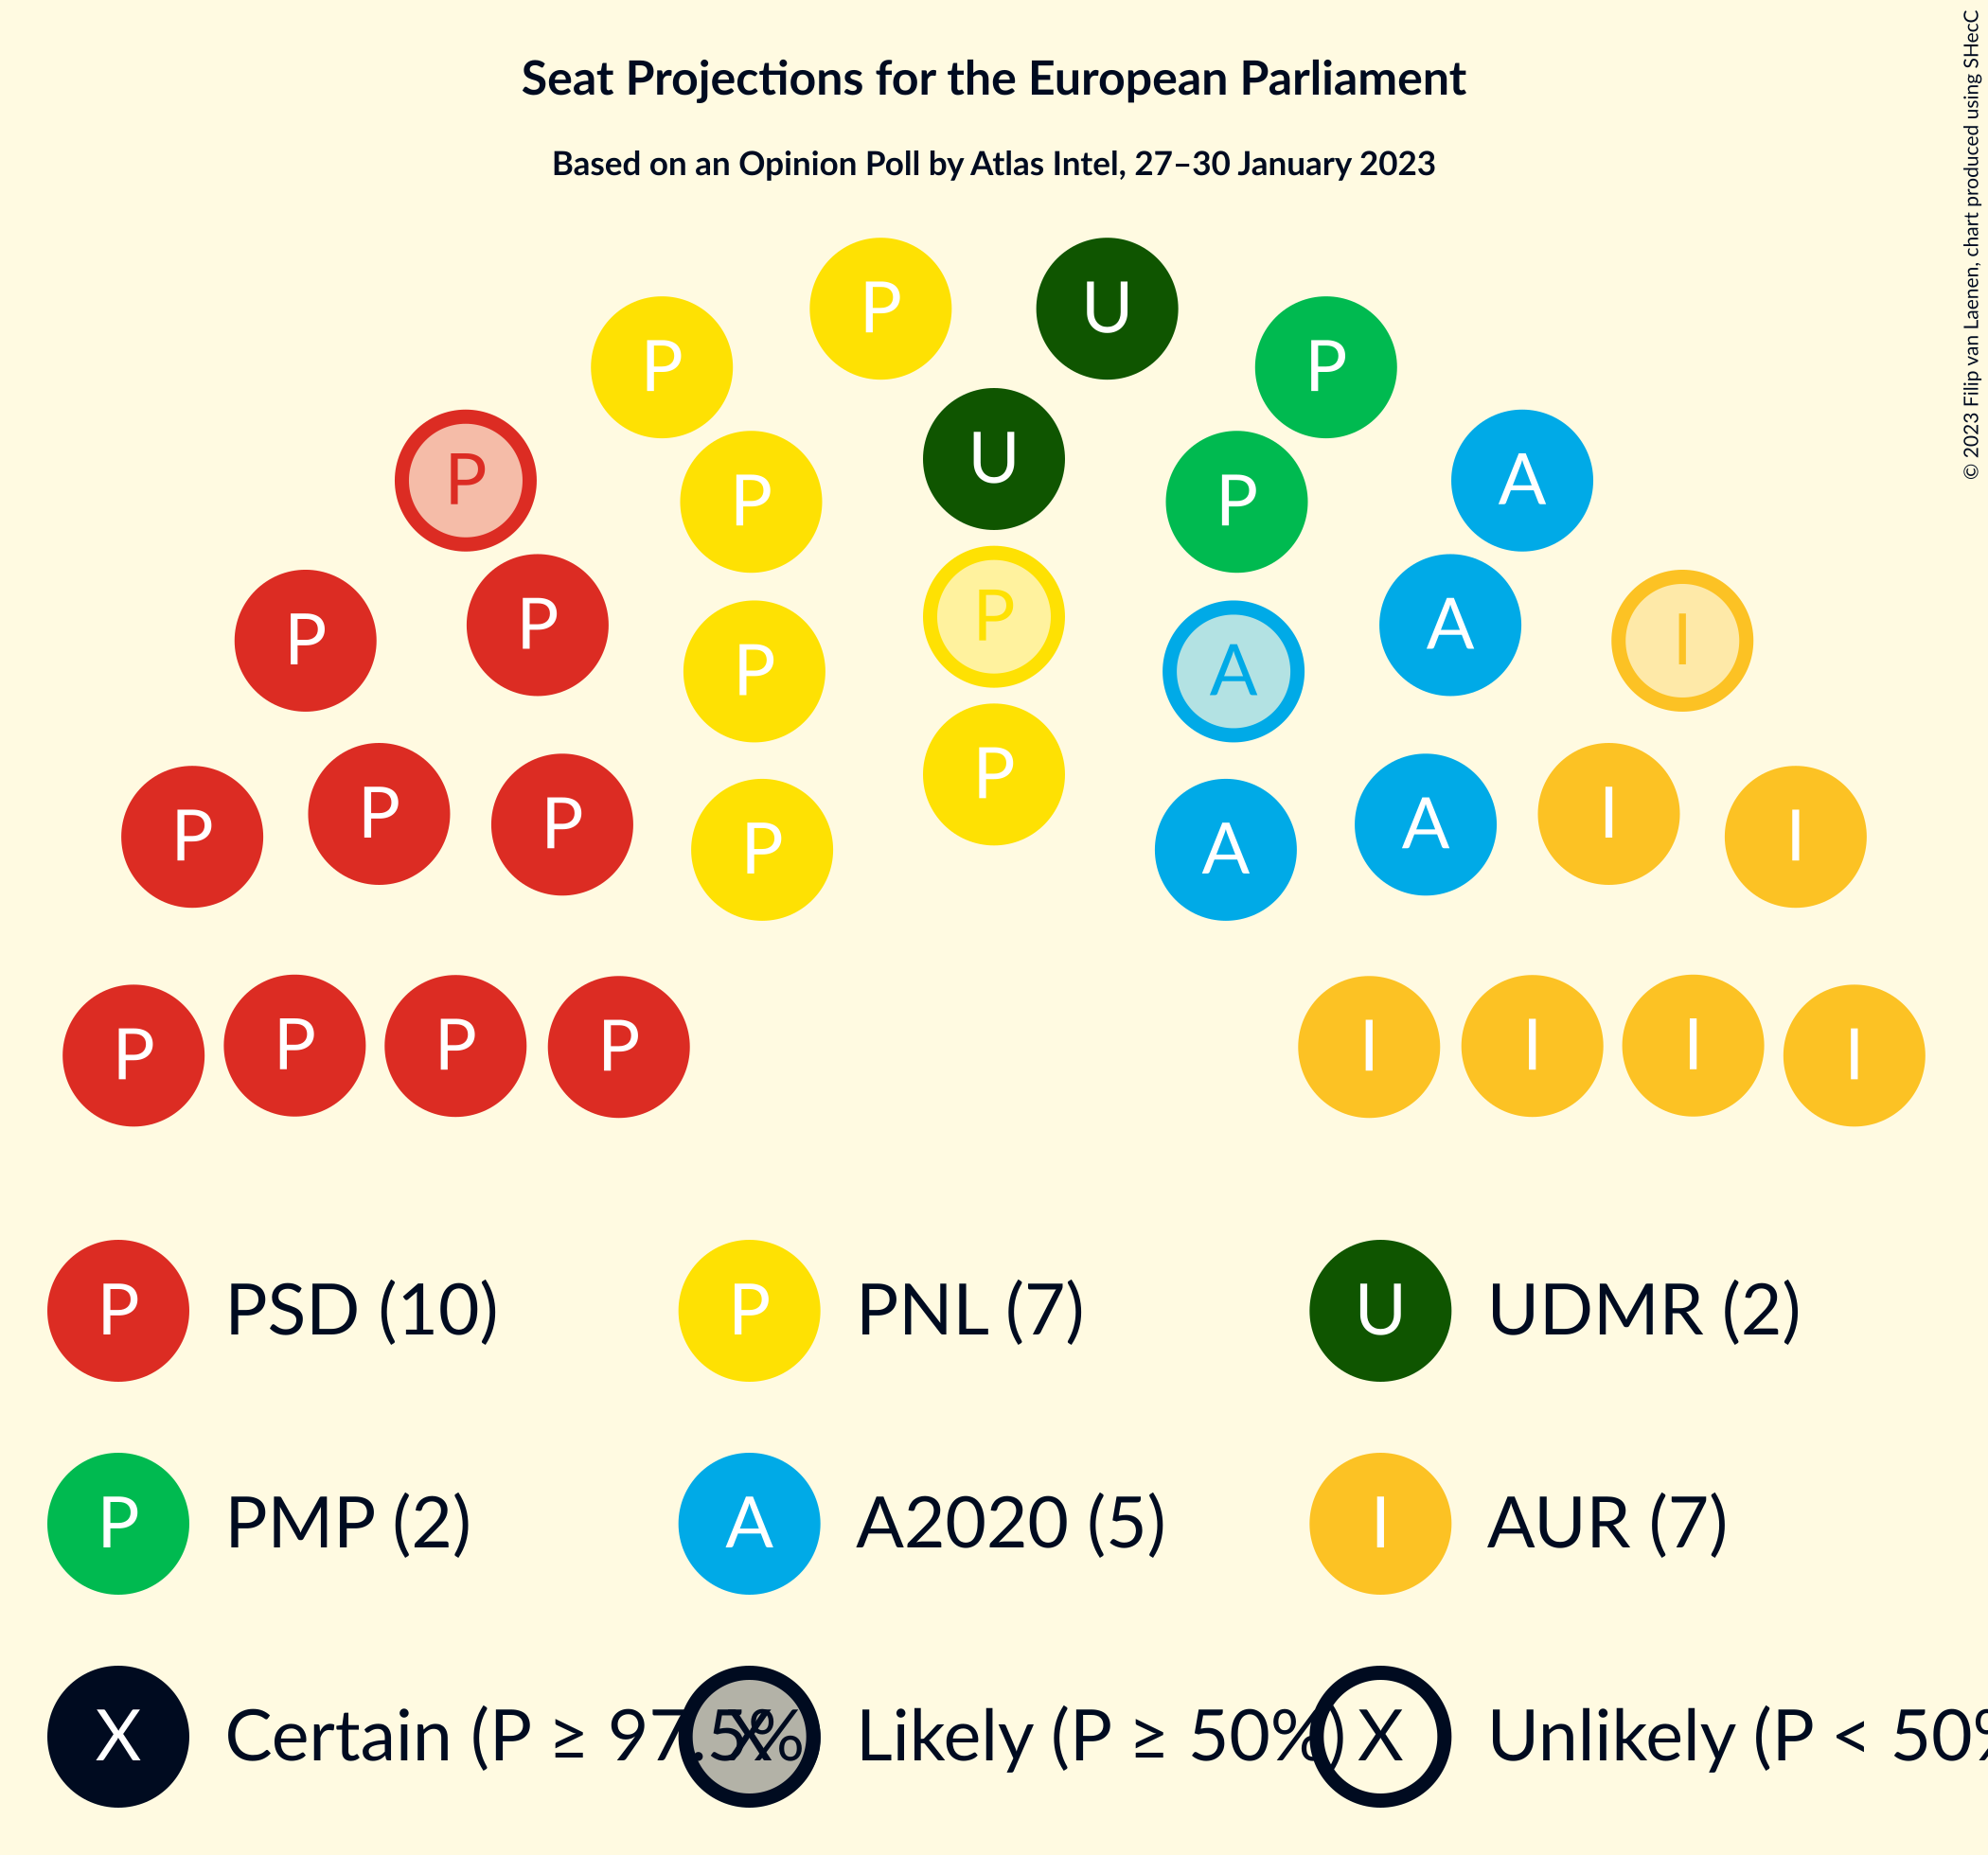 Seat Projections for the European Parliament
Based on an Opinion Poll by Atlas Intel, 27–30 January 2023
© 2023 Filip van Laenen, chart produced using SHecC
P U
P P
P U A
P P
P
P P A I
P A
P A
P
P I
P A I
P A
P P P P I I I I
P PSD (10) P PNL (7) U UDMR (2)
P PMP (2) A A2020 (5) I AUR (7)
X Certain (P ≥ 97.5% X Likely (P ≥ 50%) X Unlikely (P < 50%